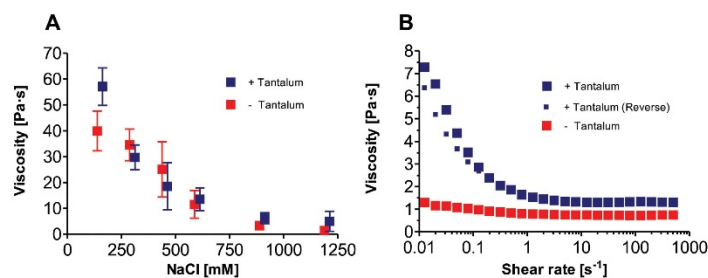 A
Viscosity [Pa·s]
70
60
50
40
30
20
10
0
+ Tantalum
- Tantalum
0
250
500
750
1000
1250
NaCl [mM]
B
Viscosity [Pa·s]
8
7
6
5
4
3
2
1
0
+ Tantalum
+ Tantalum (Reverse)
- Tantalum
0.01
0.1
1
10
100
1000
Shear rate [s⁻¹]